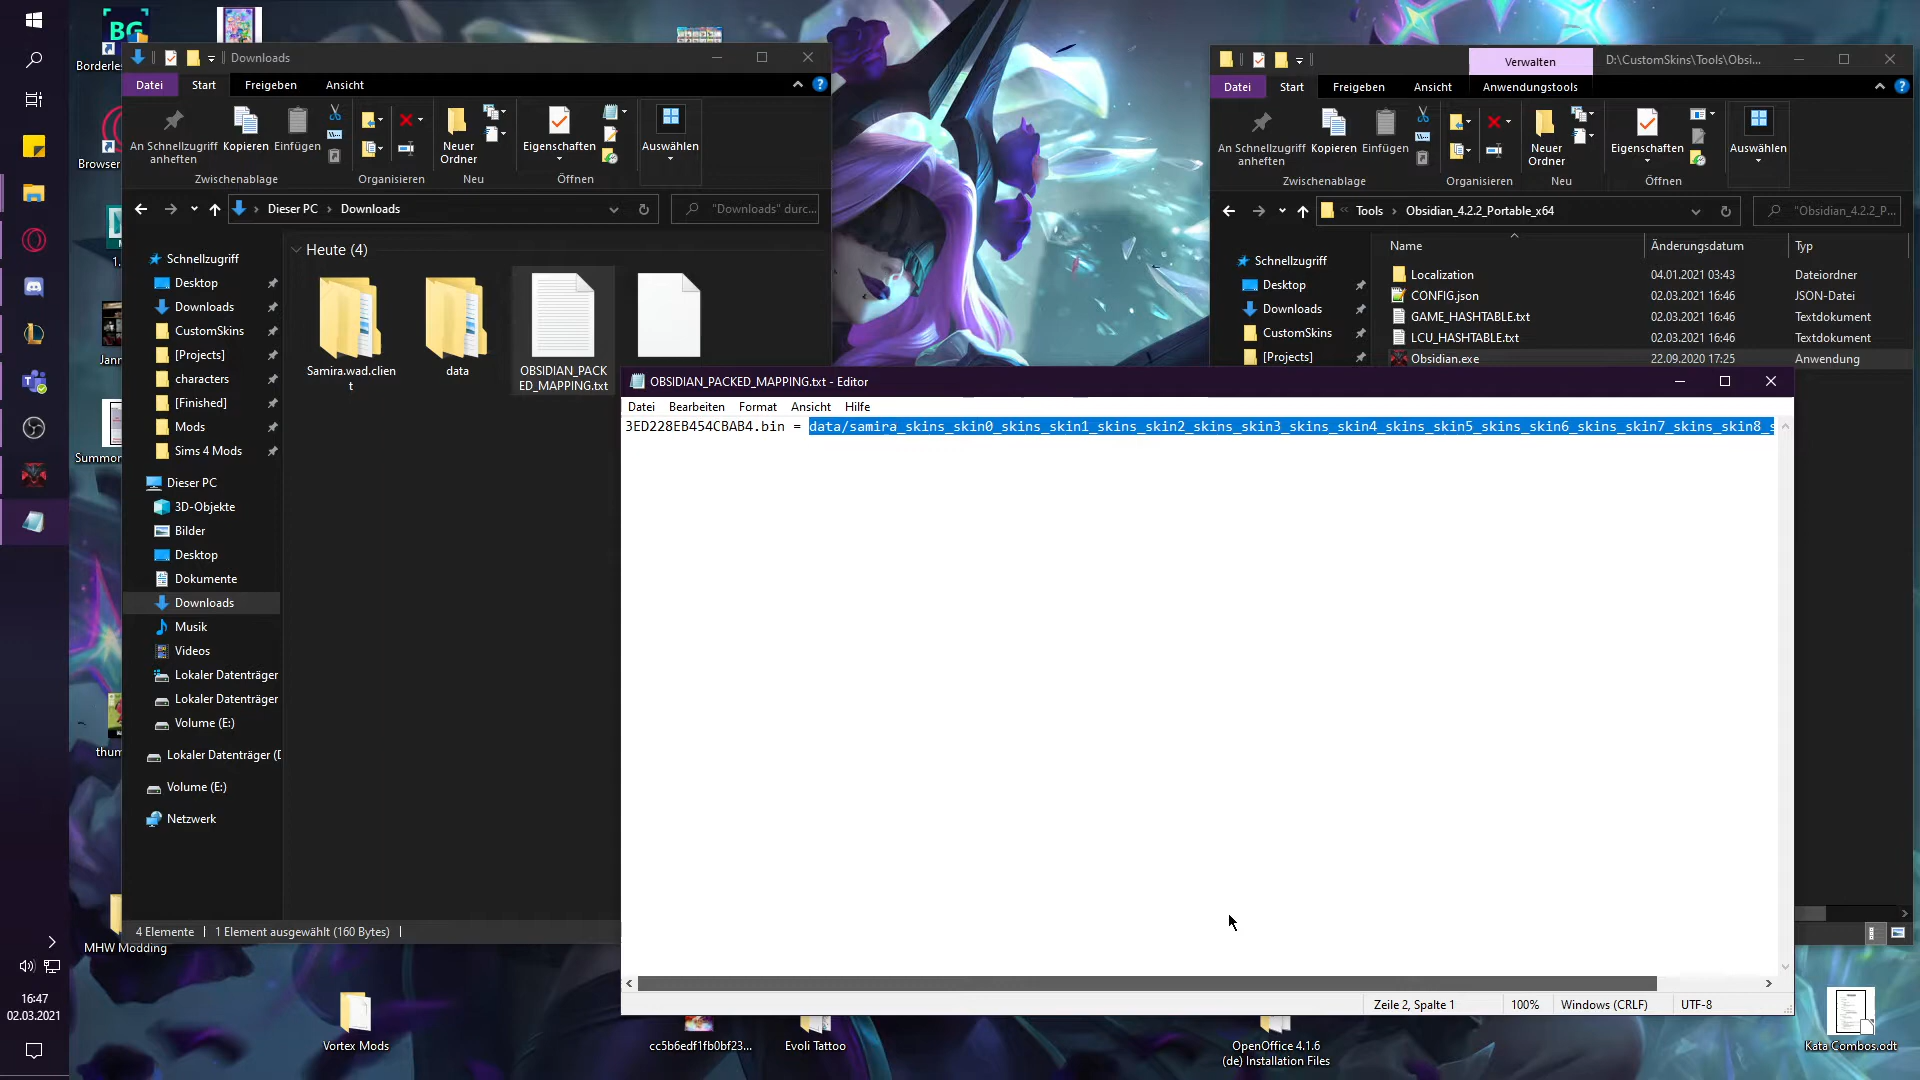 BG
Borderle
Browser
1.
Jann
Summon
thum
MHW Modding
16:47
02.03.2021
Downloads
Datei
Start
Freigeben
Ansicht
An Schnellzugriff
anheften
Kopieren
Einfügen
Neuer
Ordner
Eigenschaften
Auswählen
Zwischenablage
Organisieren
Neu
Öffnen
Dieser PC
Downloads
"Downloads" durc...
Schnellzugriff
Desktop
Downloads
CustomSkins
[Projects]
characters
[Finished]
Mods
Sims 4 Mods
Dieser PC
3D-Objekte
Bilder
Desktop
Dokumente
Downloads
Musik
Videos
Lokaler Datenträger
Lokaler Datenträger
Volume (E:)
Lokaler Datenträger (D
Volume (E:)
Netzwerk
Heute (4)
Samira.wad.clien
t
data
OBSIDIAN_PACK
ED_MAPPING.txt
4 Elemente
1 Element ausgewählt (160 Bytes)
Verwalten
D:\CustomSkins\Tools\Obsi...
Datei
Start
Freigeben
Ansicht
Anwendungstools
An Schnellzugriff
anheften
Kopieren
Einfügen
Neuer
Ordner
Eigenschaften
Auswählen
Zwischenablage
Organisieren
Neu
Öffnen
Tools
Obsidian_4.2.2_Portable_x64
"Obsidian_4.2.2_P...
Schnellzugriff
Desktop
Downloads
CustomSkins
[Projects]
Name
Änderungsdatum
Typ
Localization
04.01.2021 03:43
Dateiordner
CONFIG.json
02.03.2021 16:46
JSON-Datei
GAME_HASHTABLE.txt
02.03.2021 16:46
Textdokument
LCU_HASHTABLE.txt
02.03.2021 16:46
Textdokument
Obsidian.exe
22.09.2020 17:25
Anwendung
OBSIDIAN_PACKED_MAPPING.txt - Editor
Datei
Bearbeiten
Format
Ansicht
Hilfe
3ED228EB454CBAB4.bin = data/samira_skins_skin0_skins_skin1_skins_skin2_skins_skin3_skins_skin4_skins_skin5_skins_skin6_skins_skin7_skins_skin8_s
Zeile 2, Spalte 1
100%
Windows (CRLF)
UTF-8
Vortex Mods
cc5b6edf1fb0bf23...
Evoli Tattoo
OpenOffice 4.1.6
(de) Installation Files
Kata Combos.odt